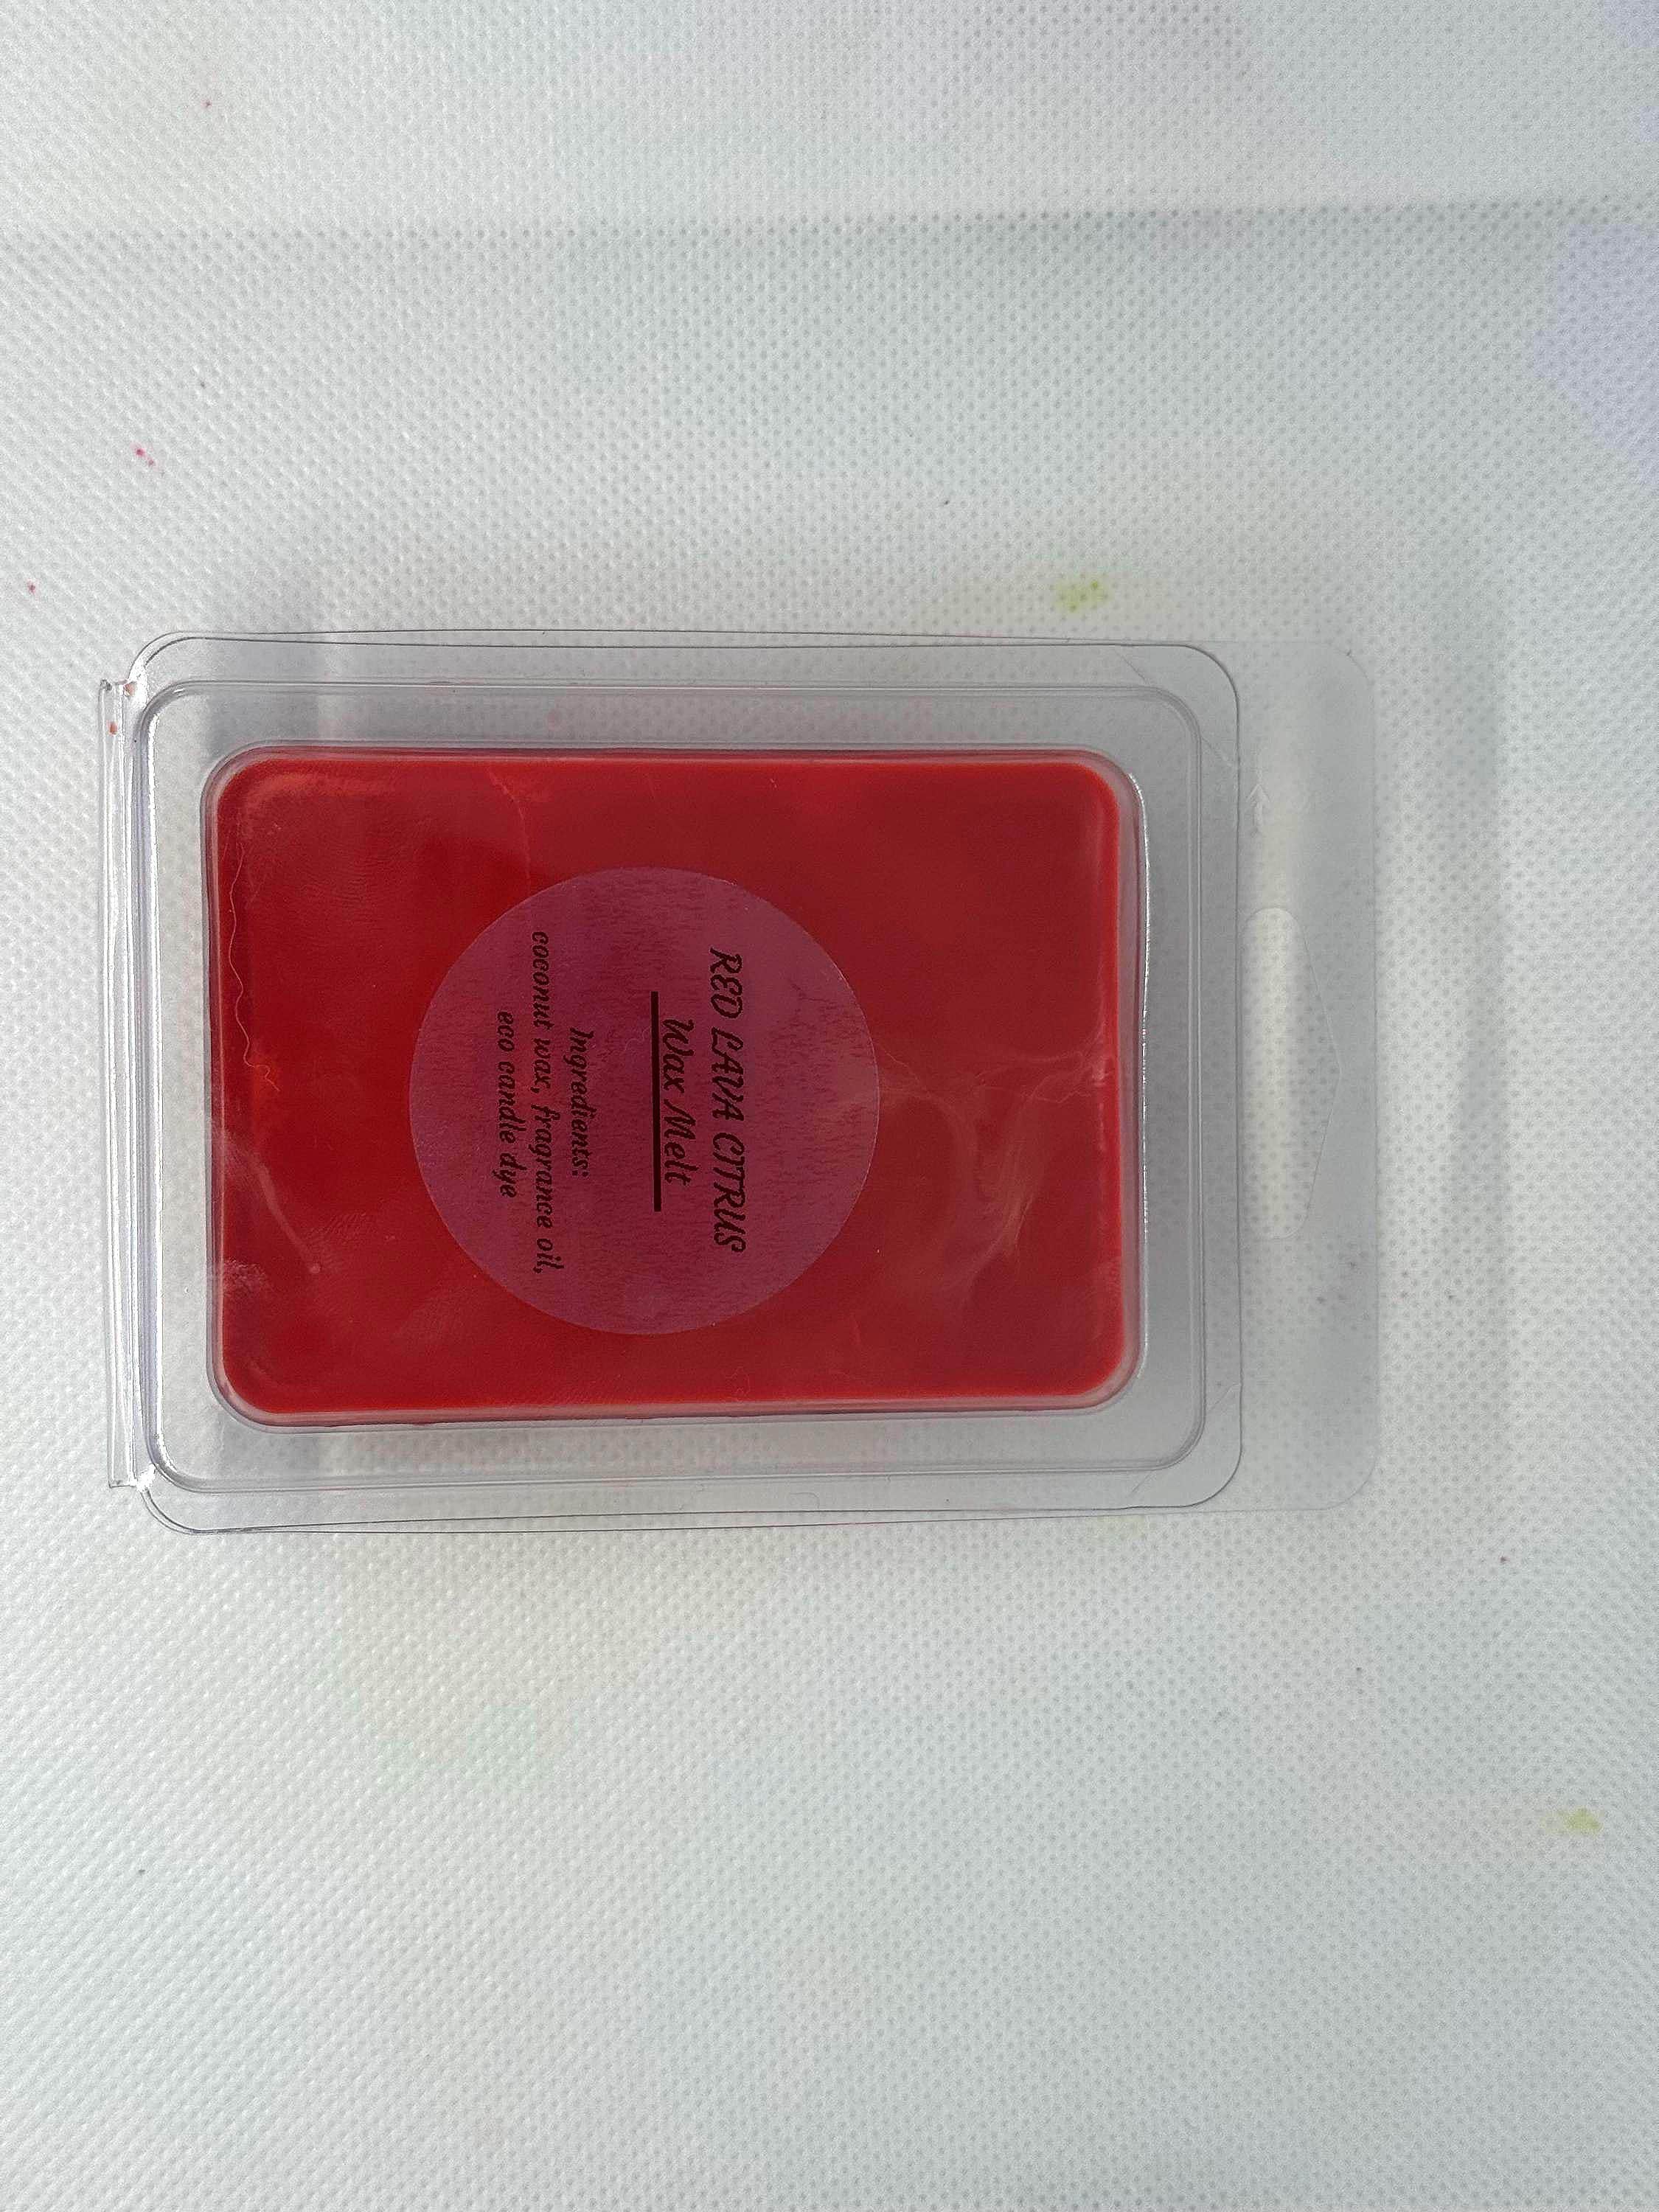 RED LAVA CITRUS
Wax Melt
Ingredients:
coconut wax, fragrance oil,
eco candle dye